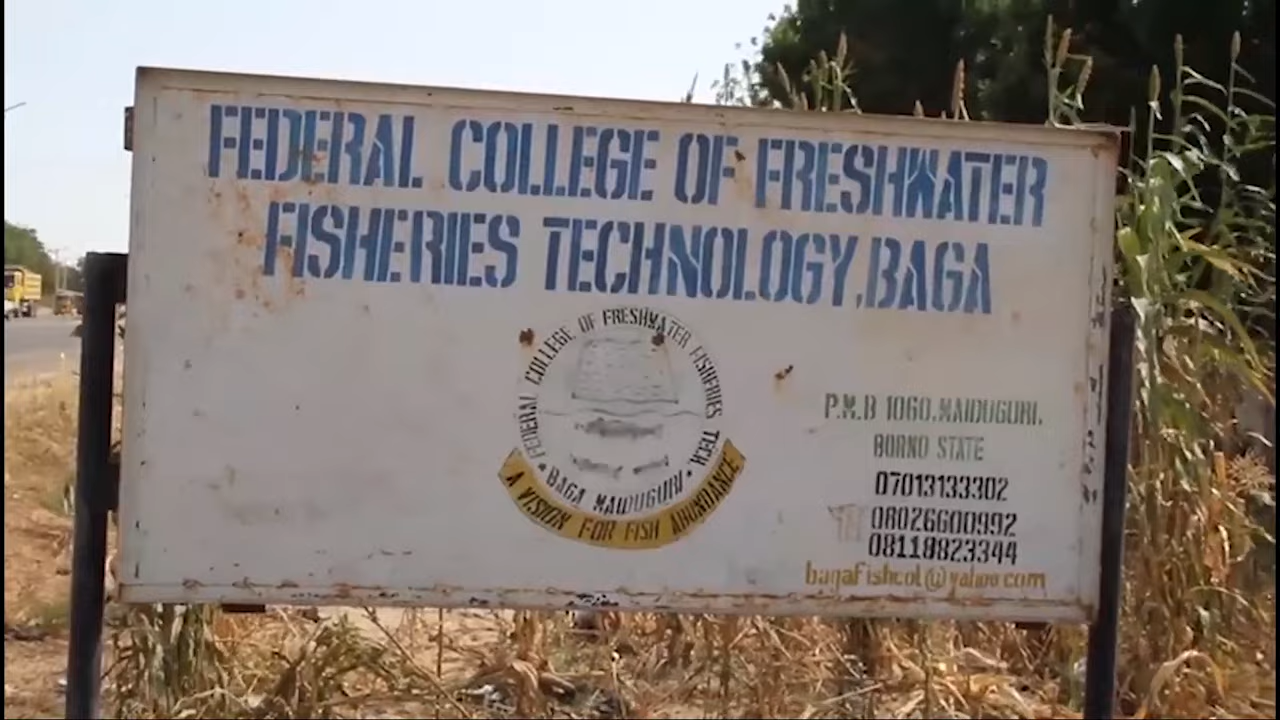 FEDERAL COLLEGE OF FRESHWATER
FISHERIES TECHNOLOGY, BAGA
FEDERAL COLLEGE OF FRESHWATER FISHERIES TECH.
• BAGA MAIDUGURI •
A VISION FOR FISH ABUNDANCE
P.M.B 1060. MAIDUGURI,
BORNO STATE
07013133302
TEL 08026600992
08118823344
bagafishcol@yahoo.com